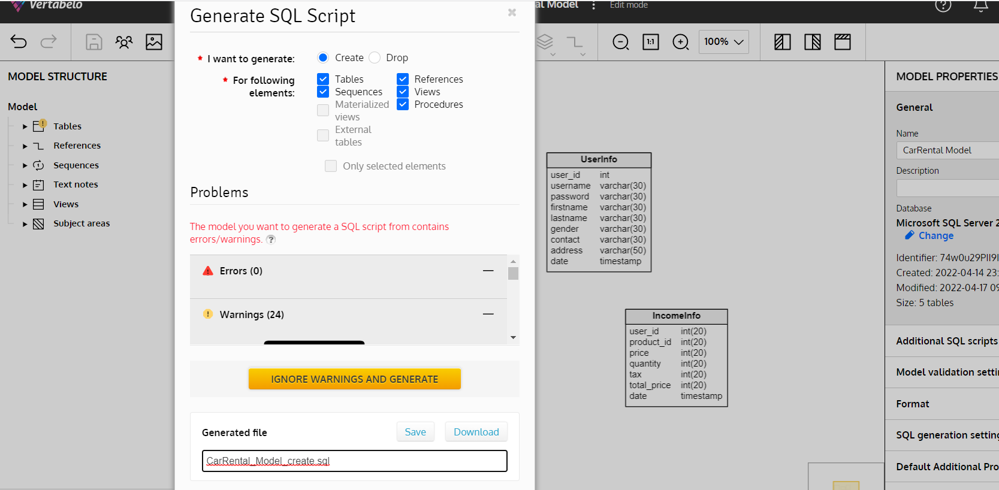 Vertabelo
al Model
Edit mode
100%
1:1
MODEL STRUCTURE
Model
Tables
References
Sequences
Text notes
Views
Subject areas
Generate SQL Script
* I want to generate:
Create
Drop
* For following
elements:
Tables
References
Sequences
Views
Materialized
views
Procedures
External
tables
Only selected elements
Problems
The model you want to generate a SQL script from contains
errors/warnings. ?
Errors (0)
Warnings (24)
IGNORE WARNINGS AND GENERATE
Generated file
Save
Download
CarRental_Model_create.sql
UserInfo
user_id int
username varchar(30)
password varchar(30)
firstname varchar(30)
lastname varchar(30)
gender varchar(30)
contact varchar(30)
address varchar(50)
date timestamp
IncomeInfo
user_id int(20)
product_id int(20)
price int(20)
quantity int(20)
tax int(20)
total_price int(20)
date timestamp
MODEL PROPERTIES
General
Name
CarRental Model
Description
Database
Microsoft SQL Server 2
Change
Identifier:
Created: 2022-04-14 23:
Modified: 2022-04-17 09
Size: 5 tables
Additional SQL scripts
Model validation setti
Format
SQL generation setting
Default Additional Pro